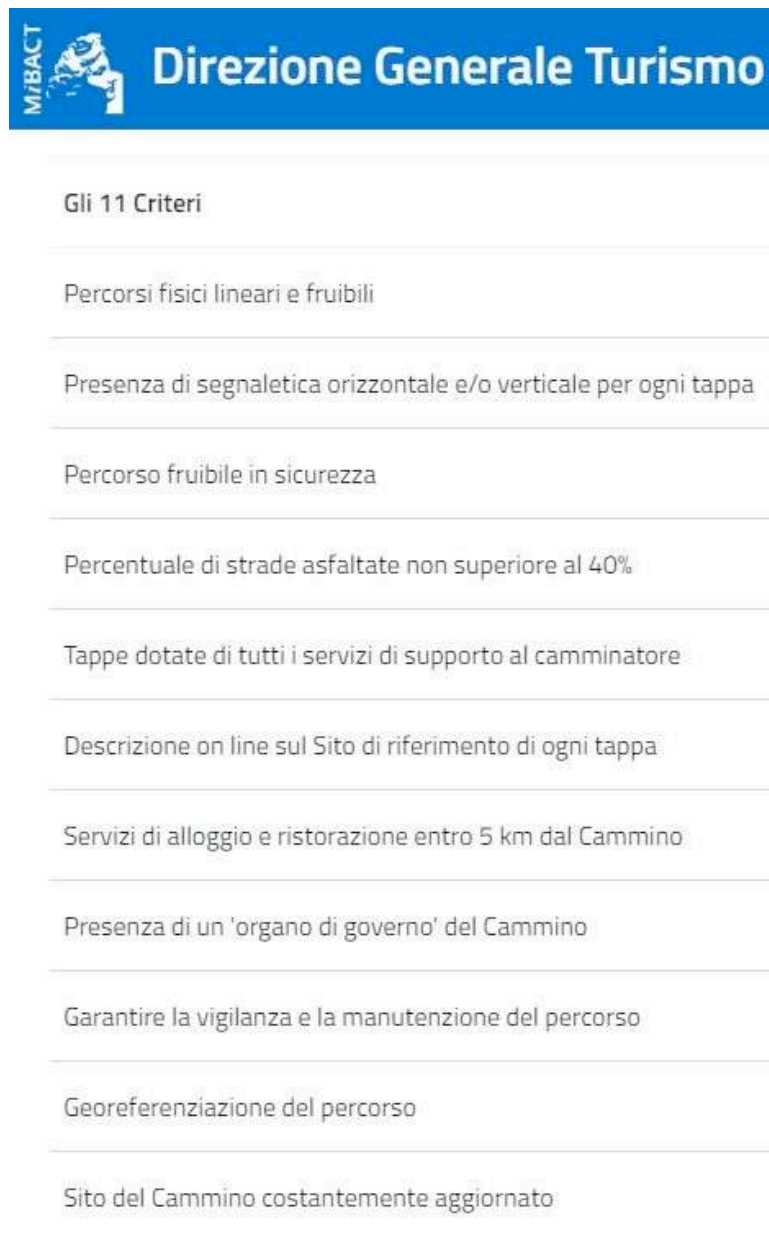 MiBACT
Direzione Generale Turismo
Gli 11 Criteri
Percorsi fisici lineari e fruibili
Presenza di segnaletica orizzontale e/o verticale per ogni tappa
Percorso fruibile in sicurezza
Percentuale di strade asfaltate non superiore al 40%
Tappe dotate di tutti i servizi di supporto al camminatore
Descrizione on line sul Sito di riferimento di ogni tappa
Servizi di alloggio e ristorazione entro 5 km dal Cammino
Presenza di un 'organo di governo' del Cammino
Garantire la vigilanza e la manutenzione del percorso
Georeferenziazione del percorso
Sito del Cammino costantemente aggiornato